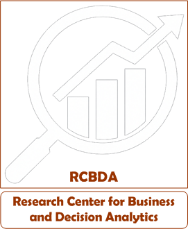 RCBDA
Research Center for Business
and Decision Analytics